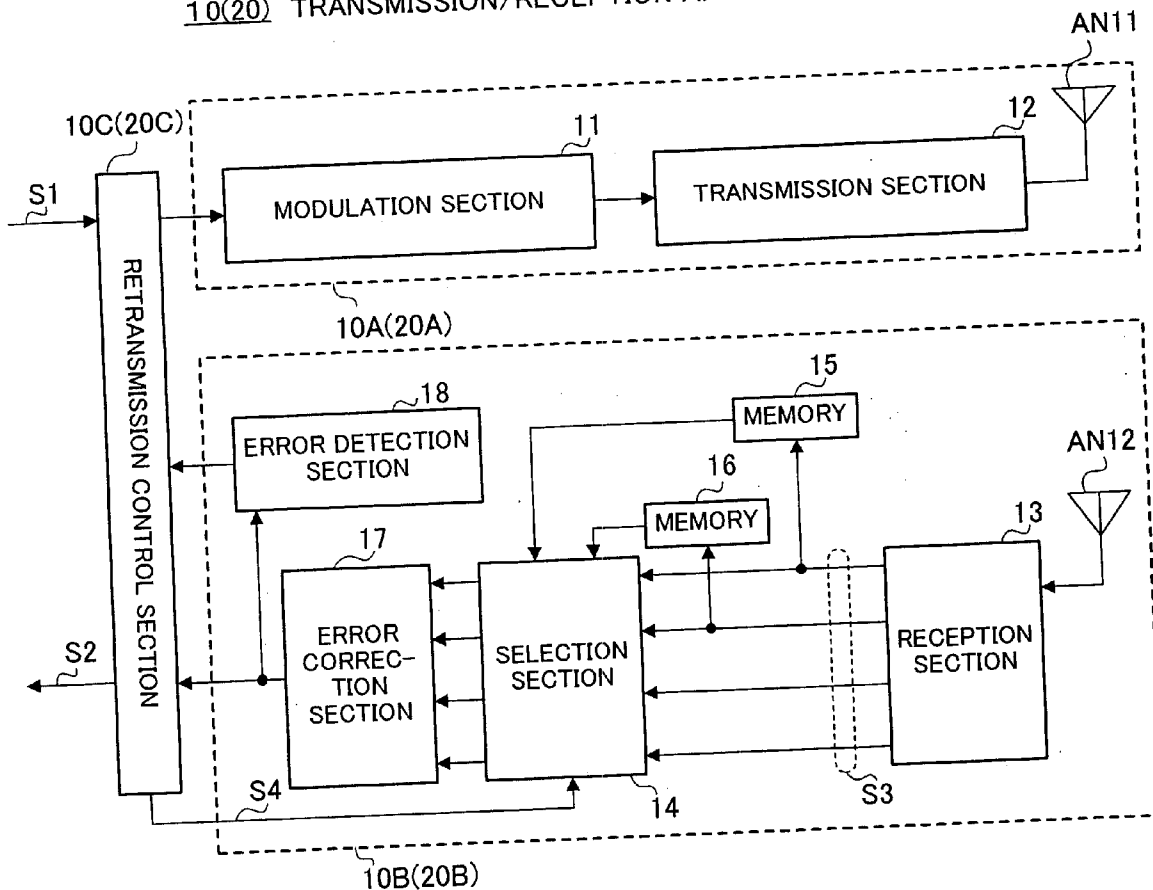 10(20) TRANSMISSION/RECEPTION
AN11
10C(20C)
11
12
S1
MODULATION SECTION
TRANSMISSION SECTION
RETRANSMISSION CONTROL SECTION
10A(20A)
15
18
MEMORY
ERROR DETECTION
SECTION
AN12
16
MEMORY
13
17
ERROR
CORREC-
TION
SECTION
SELECTION
SECTION
RECEPTION
SECTION
S2
S4
14
S3
10B(20B)